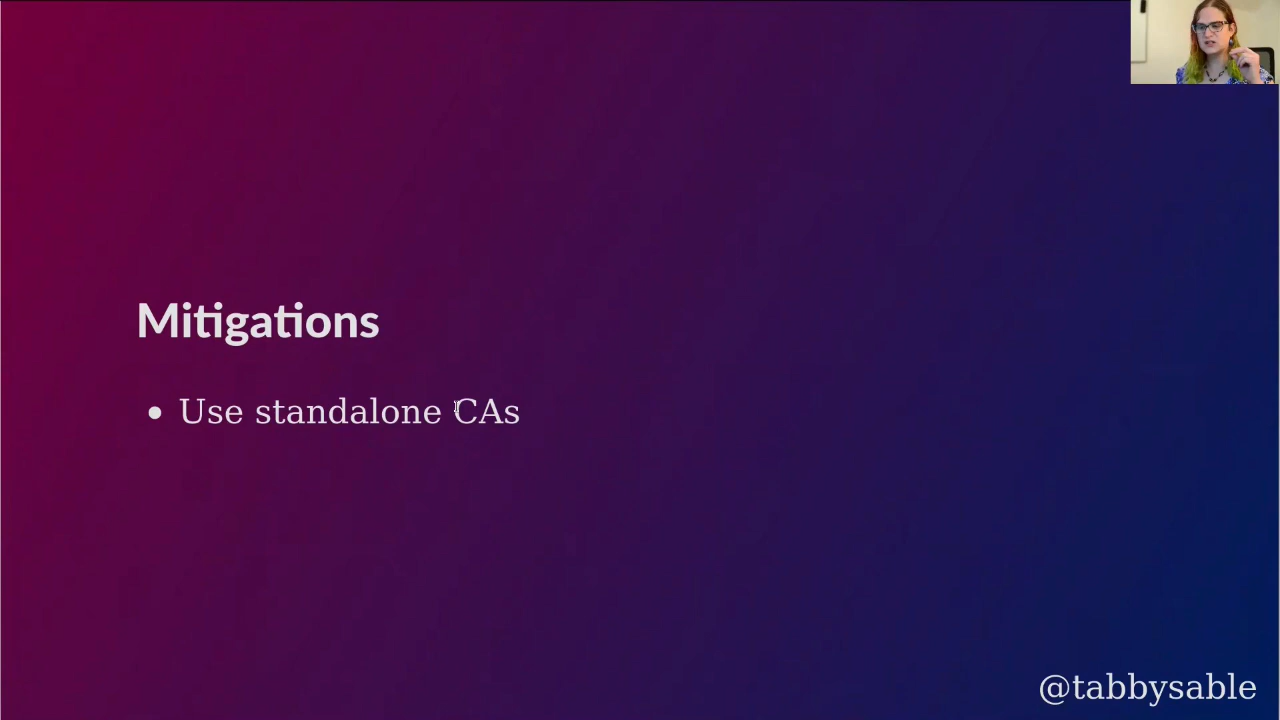 Mitigations
• Use standalone CAs
@tabbysable